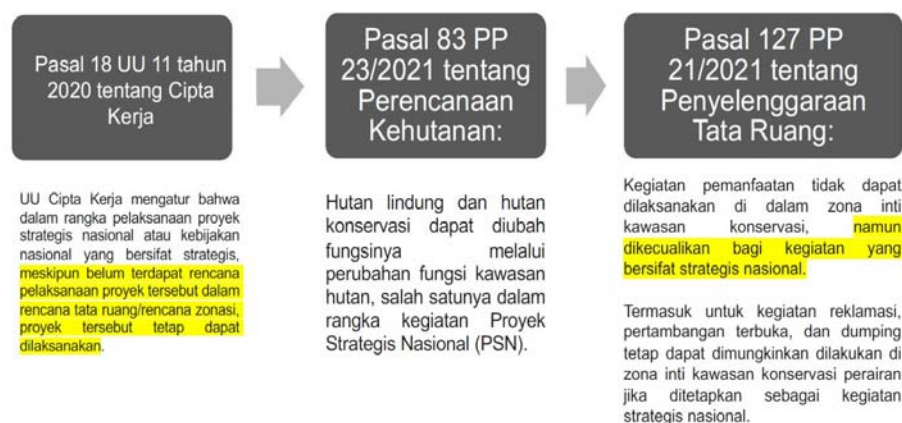 Pasal 18 UU 11 tahun
2020 tentang Cipta
Kerja
UU Cipta Kerja mengatur bahwa
dalam rangka pelaksanaan proyek
strategis nasional atau kebijakan
nasional yang bersifat strategis,
meskipun belum terdapat rencana
pelaksanaan proyek tersebut dalam
rencana tata ruang/rencana zonasi,
proyek tersebut tetap dapat
dilaksanakan.
Pasal 83 PP
23/2021 tentang
Perencanaan
Kehutanan:
Hutan lindung dan hutan
konservasi dapat diubah
fungsinya melalui
perubahan fungsi kawasan
hutan, salah satunya dalam
rangka kegiatan Proyek
Strategis Nasional (PSN).
Pasal 127 PP
21/2021 tentang
Penyelenggaraan
Tata Ruang:
Kegiatan pemanfaatan tidak dapat
dilaksanakan di dalam zona inti
kawasan konservasi, namun
dikecualikan bagi kegiatan yang
bersifat strategis nasional.
Termasuk untuk kegiatan reklamasi,
pertambangan terbuka, dan dumping
tetap dapat dimungkinkan dilakukan di
zona inti kawasan konservasi perairan
jika ditetapkan sebagai kegiatan
strategis nasional.